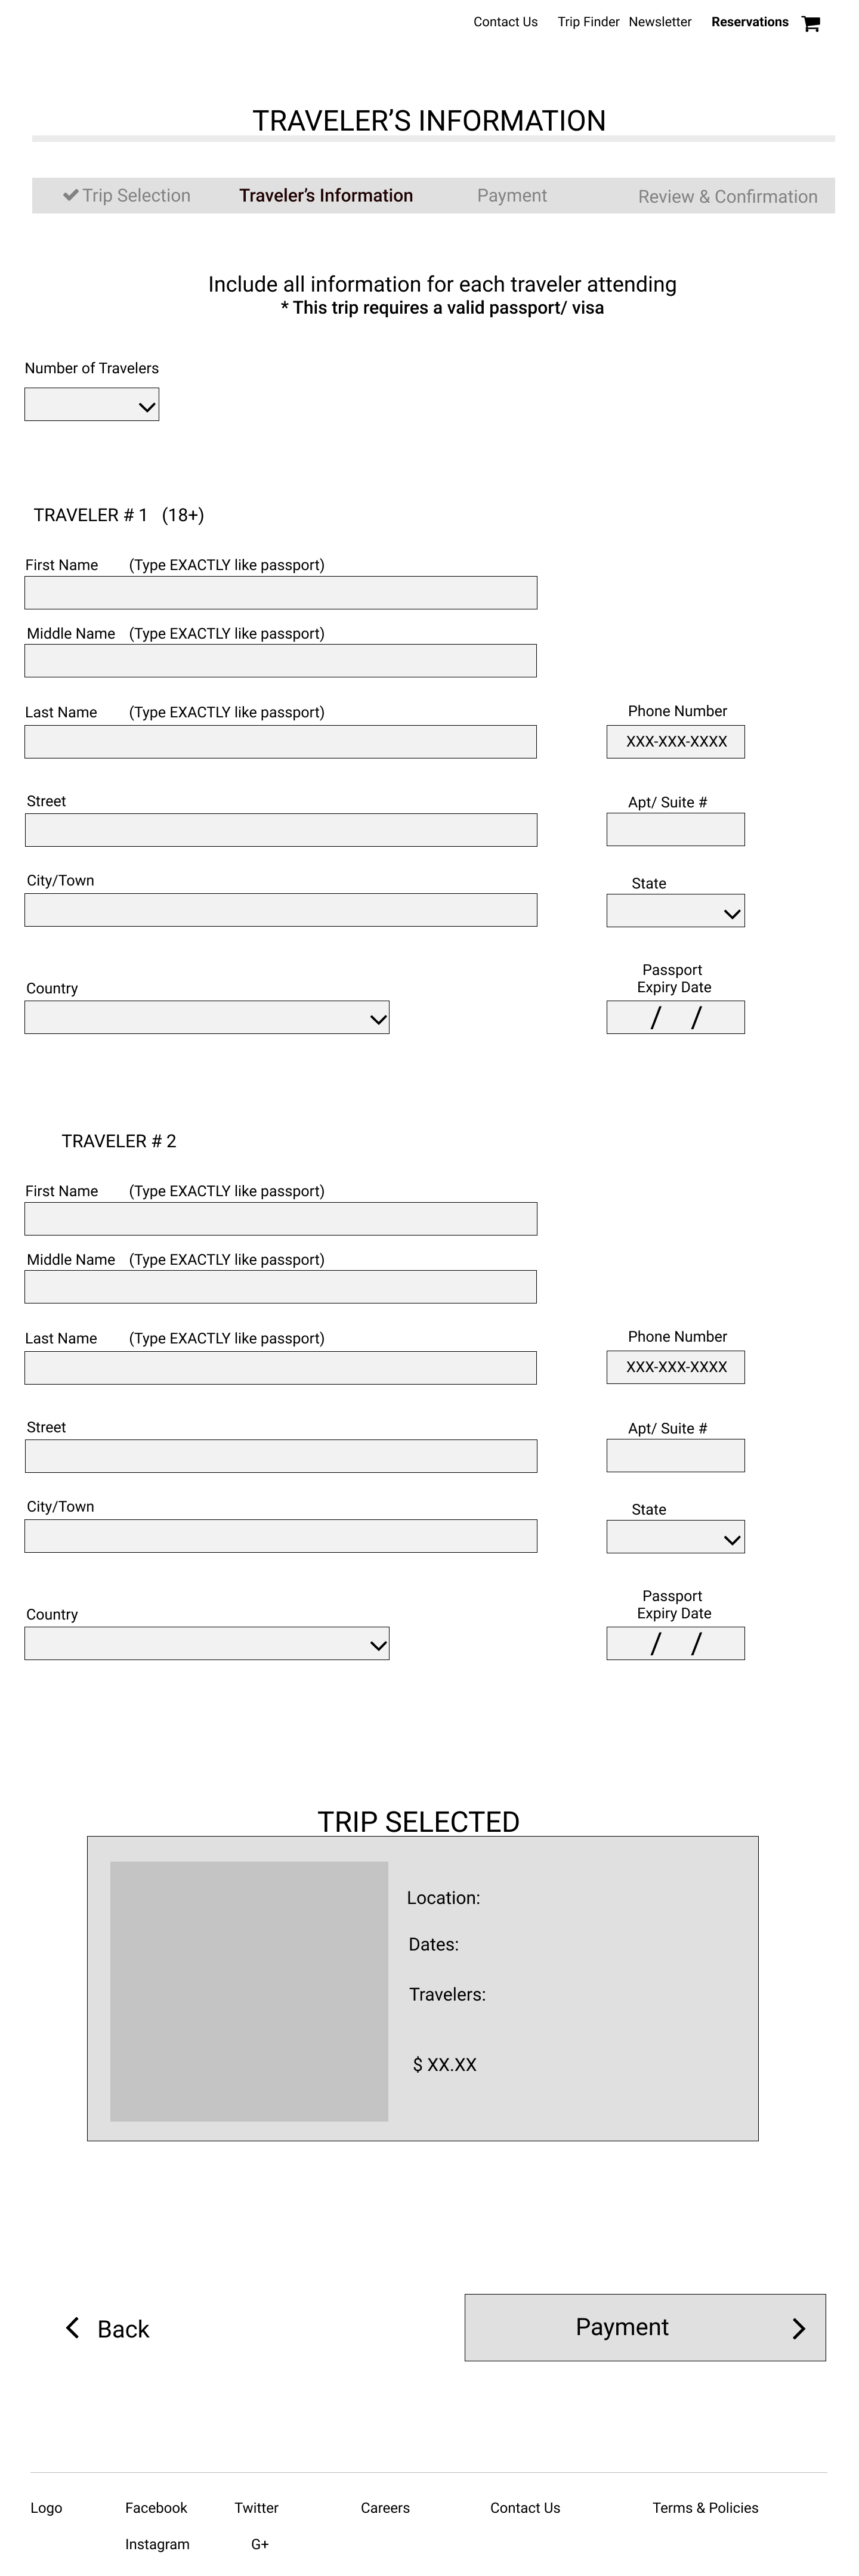 Contact Us Trip Finder Newsletter Reservations
TRAVELER’S INFORMATION
Trip Selection Traveler’s Information Payment Review & Confirmation
Include all information for each traveler attending
* This trip requires a valid passport/ visa
Number of Travelers
TRAVELER # 1 (18+)
First Name (Type EXACTLY like passport)
Middle Name (Type EXACTLY like passport)
Last Name (Type EXACTLY like passport) Phone Number
XXX-XXX-XXXX
Street Apt/ Suite #
City/Town State
Passport
Country Expiry Date
/ /
TRAVELER # 2
First Name (Type EXACTLY like passport)
Middle Name (Type EXACTLY like passport)
Last Name (Type EXACTLY like passport) Phone Number
XXX-XXX-XXXX
Street Apt/ Suite #
City/Town State
Passport
Country Expiry Date
/ /
TRIP SELECTED
Location:
Dates:
Travelers:
$ XX.XX
Back Payment
Logo Facebook Twitter Careers Contact Us Terms & Policies
Instagram G+